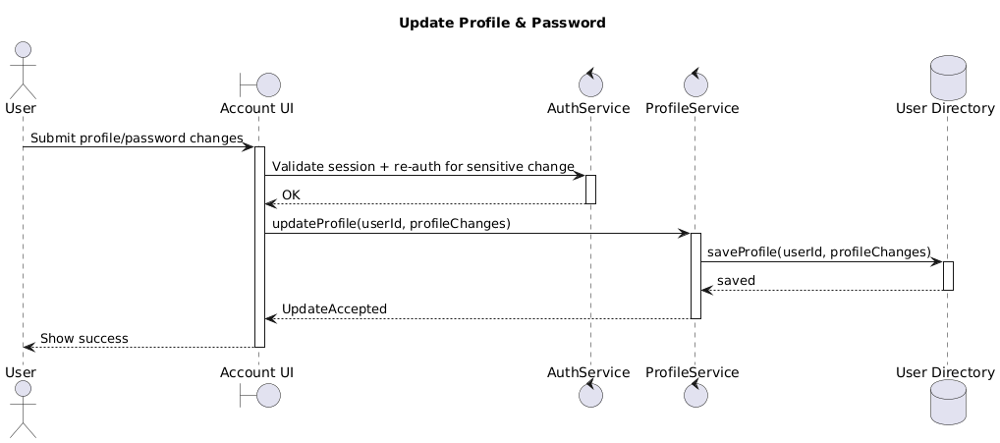 Update Profile & Password
User
Account UI
AuthService
ProfileService
User Directory
Submit profile/password changes
Validate session + re-auth for sensitive change
OK
updateProfile(userId, profileChanges)
saveProfile(userId, profileChanges)
saved
UpdateAccepted
Show success
User
Account UI
AuthService
ProfileService
User Directory